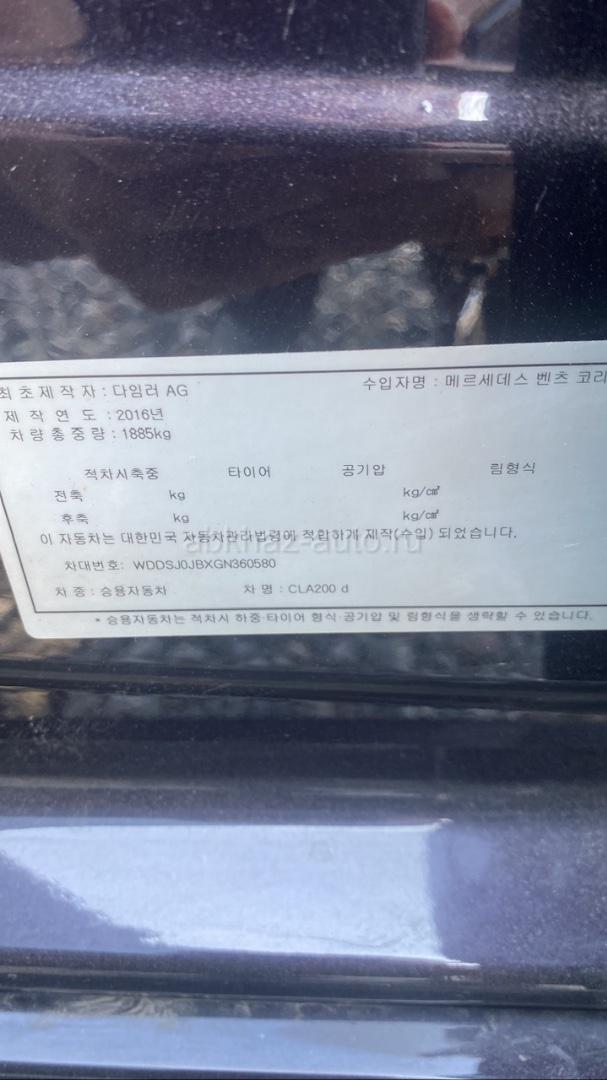 최초제작자 : 다임러 AG 수입자명 : 메르세데스 벤츠 코리
제작연도 : 2016년
차량총중량 : 1885kg
적차시축중 타이어 공기압 림형식
전축 kg kg/㎠
후축 kg kg/㎠
이 자동차는 대한민국 자동차관리법령에 적합하게 제작(수입) 되었습니다.
abkhaz-auto.ru
차대번호: WDDSJ0JBXGN360580
차종 : 승용자동차 차명 : CLA200 d
* 승용자동차는 적차시 하중·타이어 형식·공기압 및 림형식을 생략할 수 있습니다.